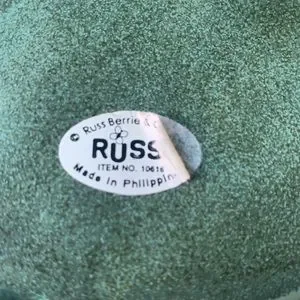 © Russ Berrie &
RUSS
ITEM NO. 10616
Made in Philippin